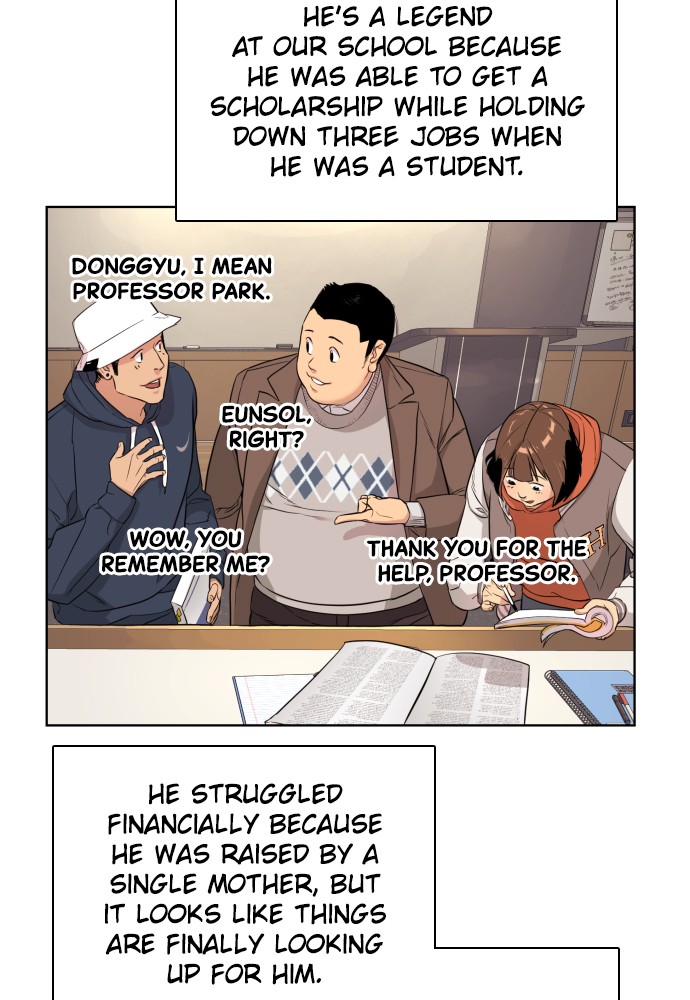 HE'S A LEGEND
AT OUR SCHOOL BECAUSE
HE WAS ABLE TO GET A
SCHOLARSHIP WHILE HOLDING
DOWN THREE JOBS WHEN
HE WAS A STUDENT.
DONGGYU, I MEAN
PROFESSOR PARK.
EUNSOL,
RIGHT?
WOW, YOU
REMEMBER ME?
THANK YOU FOR THE
HELP, PROFESSOR.
H
HE STRUGGLED
FINANCIALLY BECAUSE
HE WAS RAISED BY A
SINGLE MOTHER, BUT
IT LOOKS LIKE THINGS
ARE FINALLY LOOKING
UP FOR HIM.